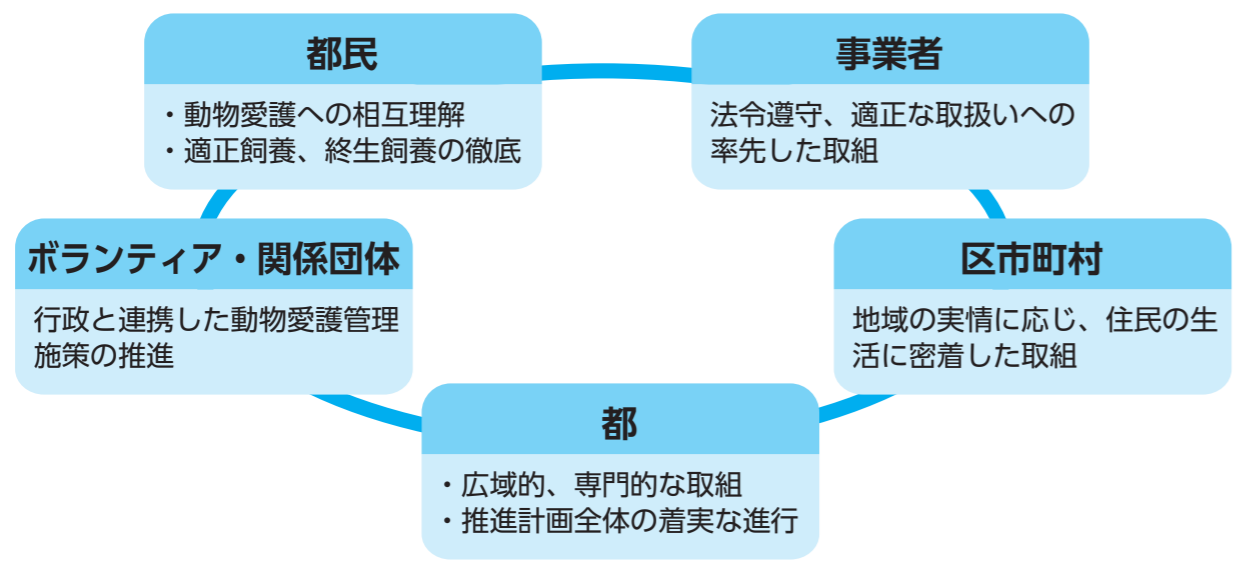 都民
・動物愛護への相互理解
・適正飼養、終生飼養の徹底
事業者
法令遵守、適正な取扱いへの
率先した取組
ボランティア・関係団体
行政と連携した動物愛護管理
施策の推進
区市町村
地域の実情に応じ、住民の生
活に密着した取組
都
・広域的、専門的な取組
・推進計画全体の着実な進行